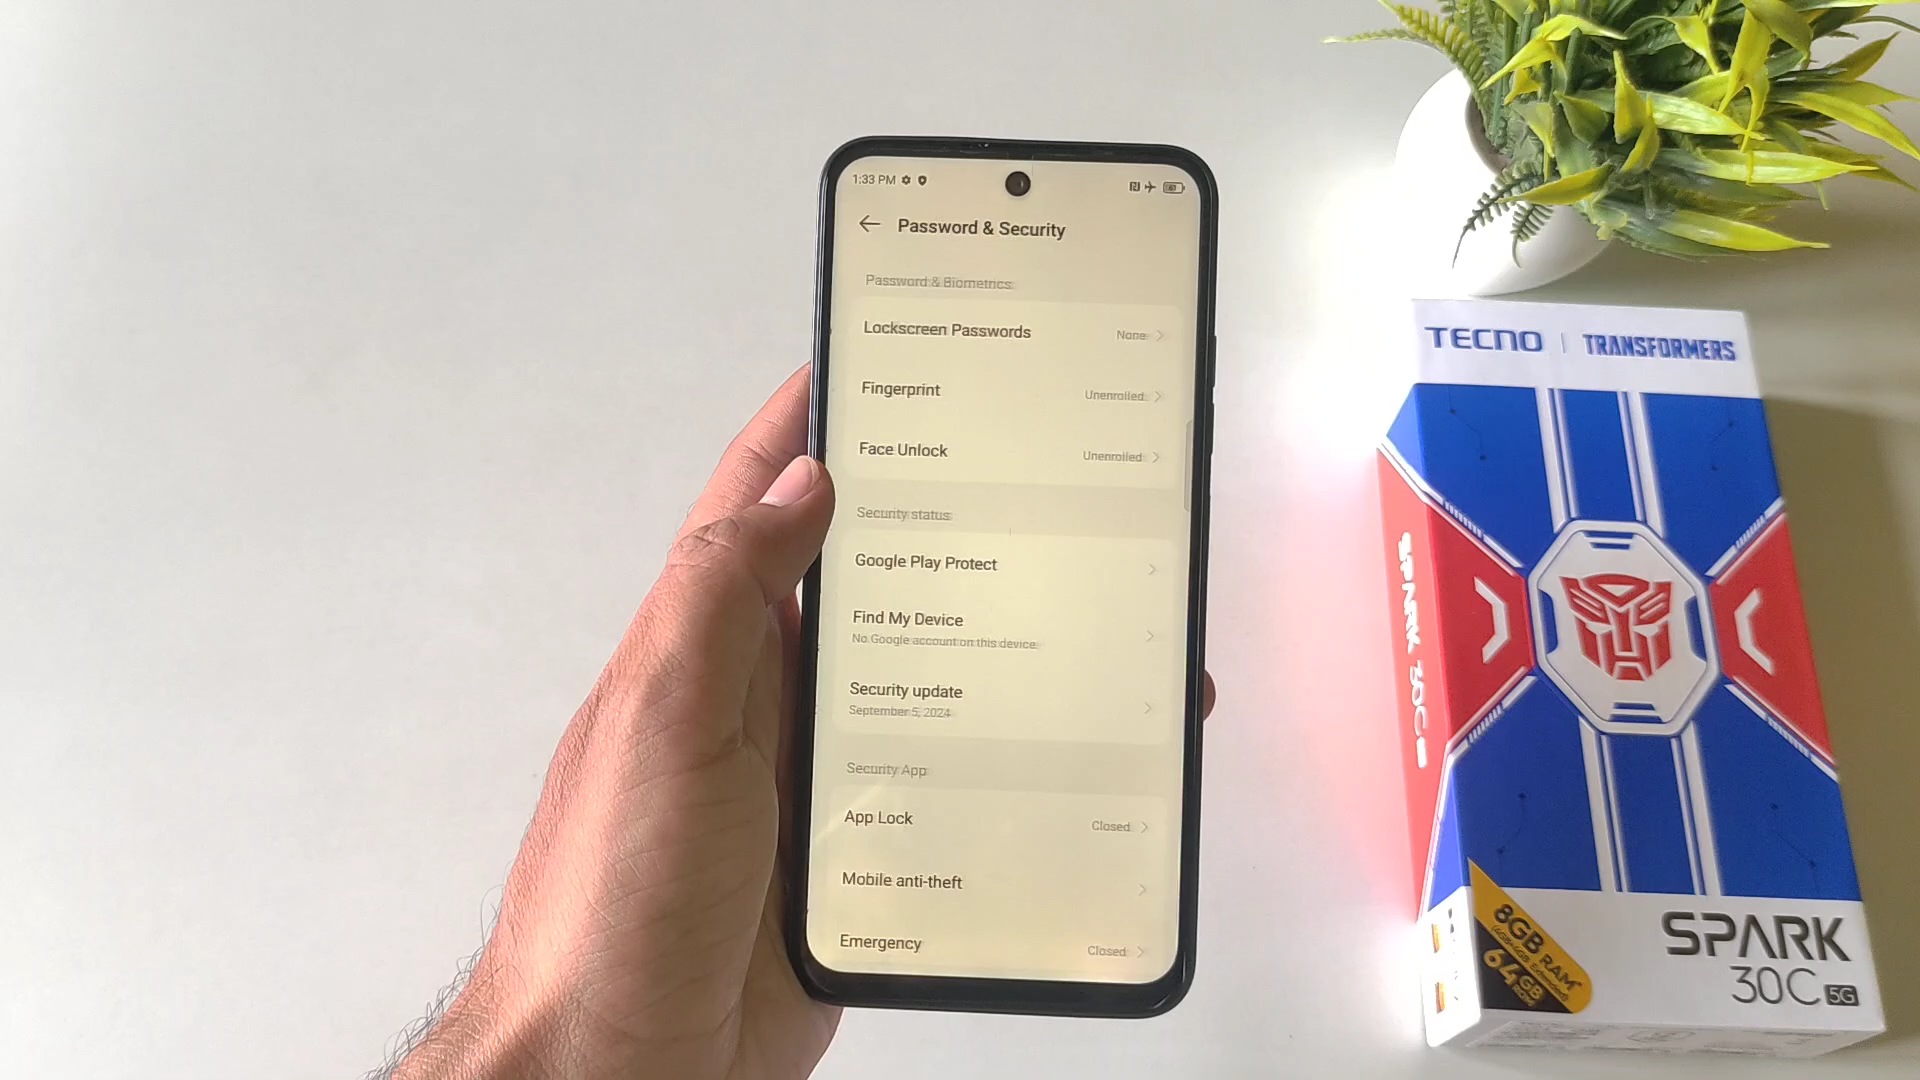 1:33 PM
Password & Security
Password & Biometrics
Lockscreen Passwords None
Fingerprint Unenrolled
Face Unlock Unenrolled
Security status
Google Play Protect
Find My Device
No Google account on this device
Security update
September 5, 2024
Security App
App Lock Closed
Mobile anti-theft
Emergency Closed
TECNO | TRANSFORMERS
SPARK 30C
8GB RAM
64GB
ROM
SPARK
30C 5G